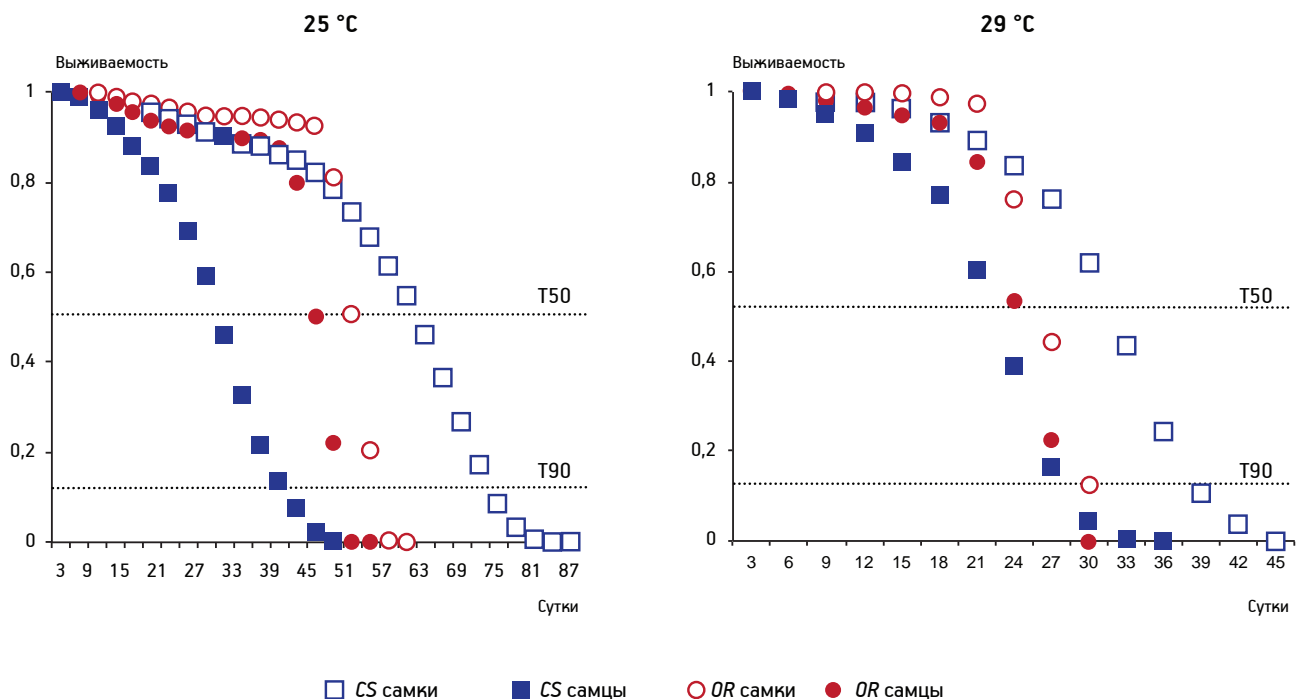 25 °C
Выживаемость
1
0,8
0,6
T50
0,4
0,2
T90
0
3 9 15 21 27 33 39 45 51 57 63 69 75 81 87
Сутки
29 °C
Выживаемость
1
0,8
0,6
T50
0,4
0,2
T90
0
3 6 9 12 15 18 21 24 27 30 33 36 39 42 45
Сутки
CS самки CS самцы OR самки OR самцы